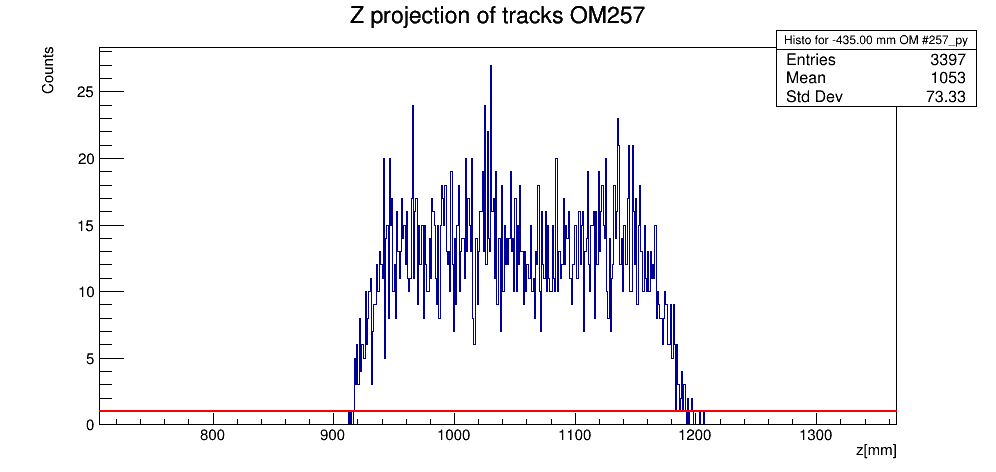 Z projection of tracks OM257
Histo for -435.00 mm OM #257_py
Entries 3397
Mean 1053
Std Dev 73.33
Counts
25
20
15
10
5
0
800 900 1000 1100 1200 1300
z[mm]